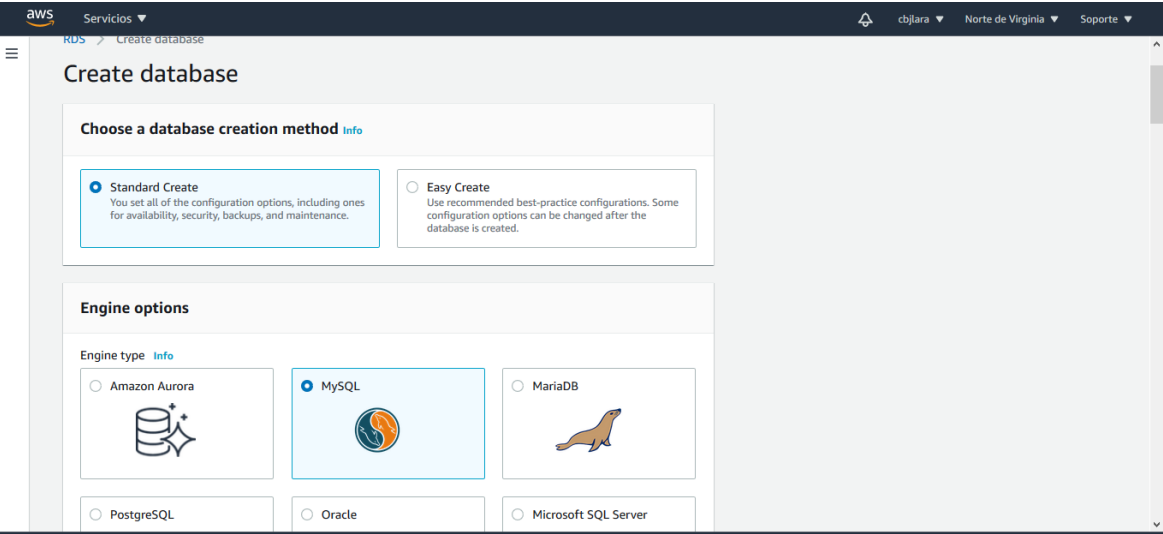 aws Servicios ▼ cbjlara ▼ Norte de Virginia ▼ Soporte ▼
RDS > Create database
Create database
Choose a database creation method Info
Standard Create
You set all of the configuration options, including ones
for availability, security, backups, and maintenance.
Easy Create
Use recommended best-practice configurations. Some
configuration options can be changed after the
database is created.
Engine options
Engine type Info
Amazon Aurora
MySQL
MariaDB
PostgreSQL
Oracle
Microsoft SQL Server